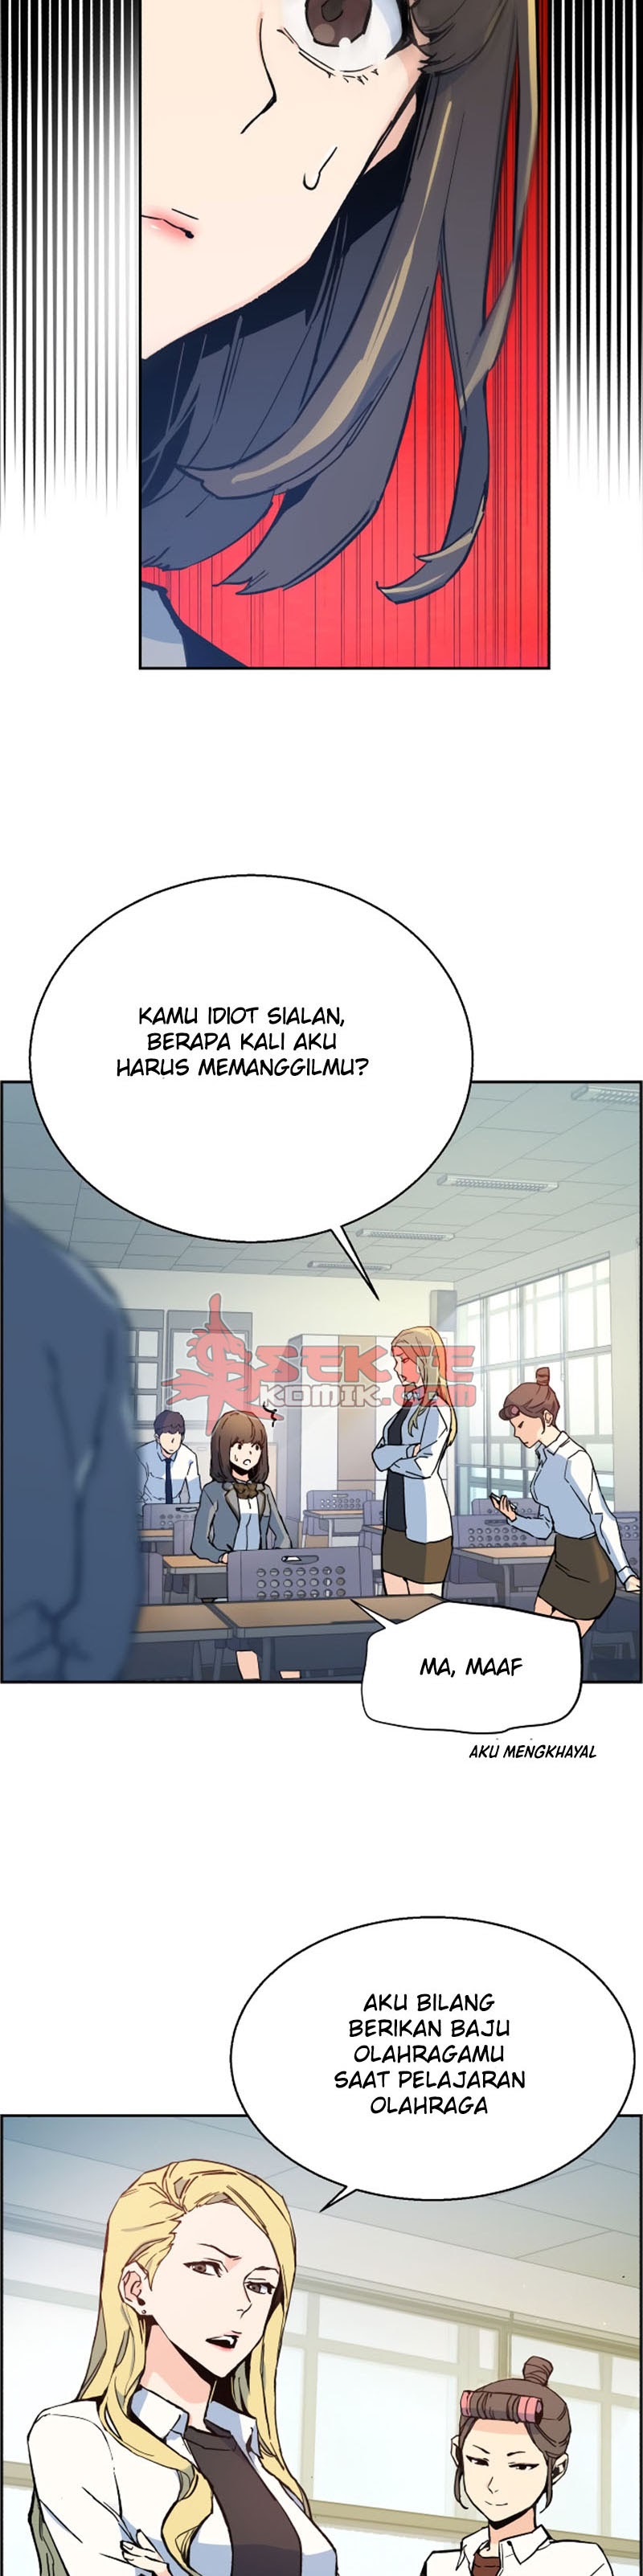 KAMU IDIOT SIALAN,
BERAPA KALI AKU
HARUS MEMANGGILMU?
SEKTE
KOMIK.COM
MA, MAAF
AKU MENGKHAYAL
AKU BILANG
BERIKAN BAJU
OLAHRAGAMU
SAAT PELAJARAN
OLAHRAGA